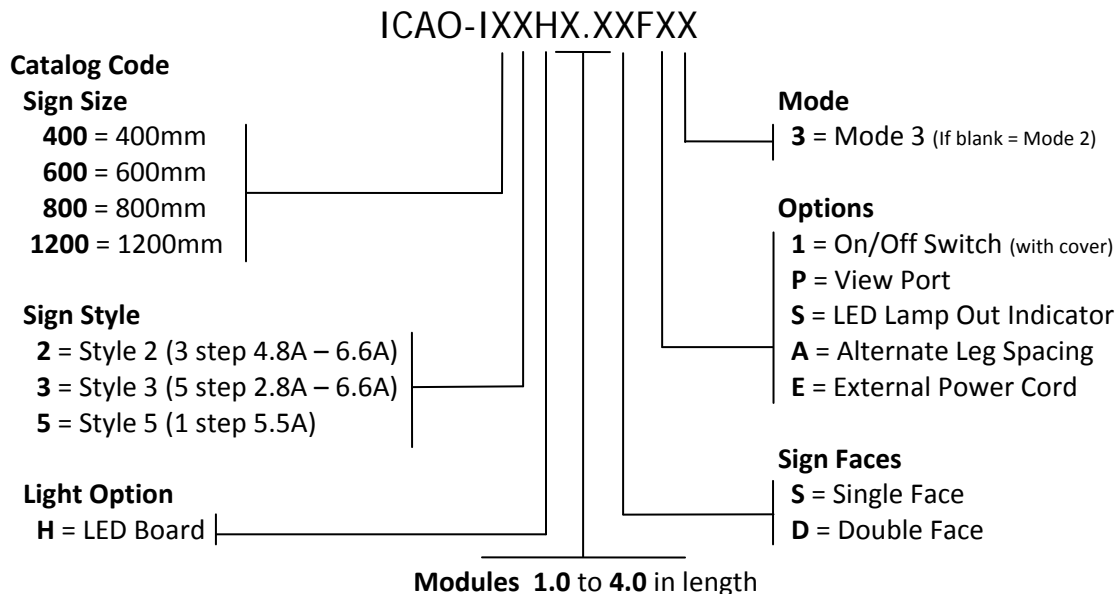 ICAO-IXXHX.XXFXX
Catalog Code
Sign Size
400 = 400mm
600 = 600mm
800 = 800mm
1200 = 1200mm
Sign Style
2 = Style 2 (3 step 4.8A – 6.6A)
3 = Style 3 (5 step 2.8A – 6.6A)
5 = Style 5 (1 step 5.5A)
Light Option
H = LED Board
Modules 1.0 to 4.0 in length
Mode
3 = Mode 3 (If blank = Mode 2)
Options
1 = On/Off Switch (with cover)
P = View Port
S = LED Lamp Out Indicator
A = Alternate Leg Spacing
E = External Power Cord
Sign Faces
S = Single Face
D = Double Face